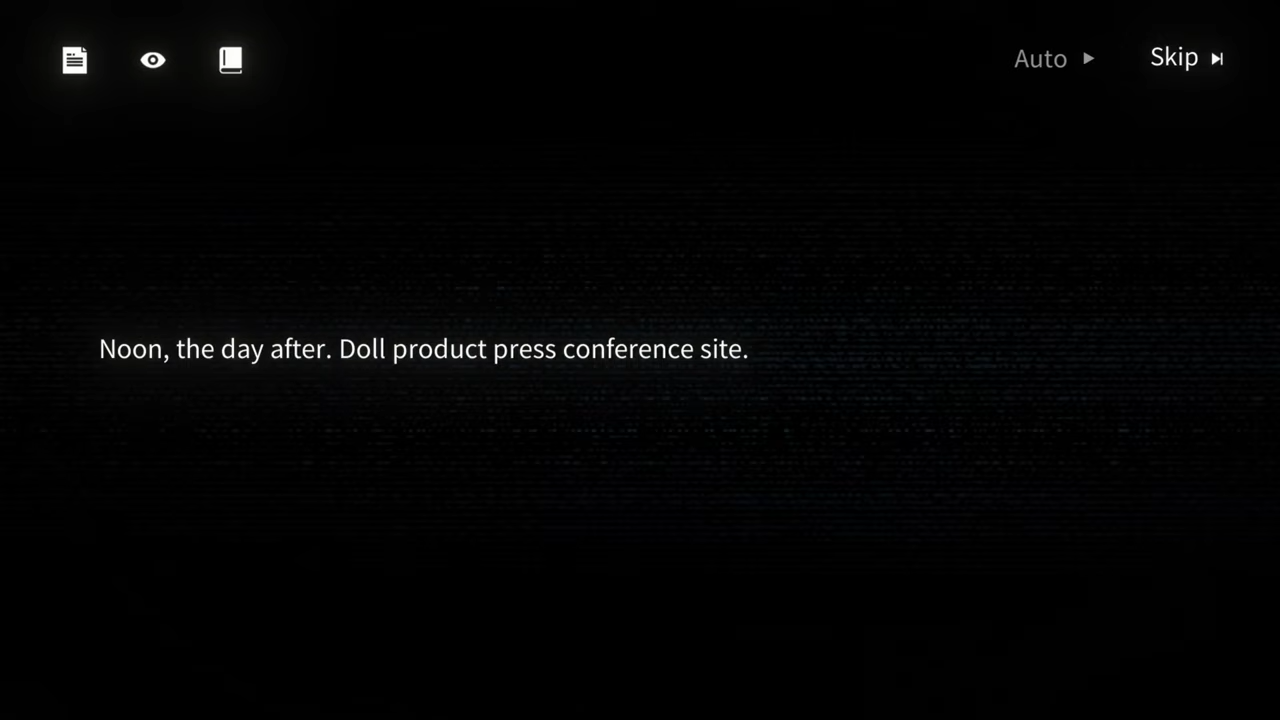 Auto
Skip
Noon, the day after. Doll product press conference site.